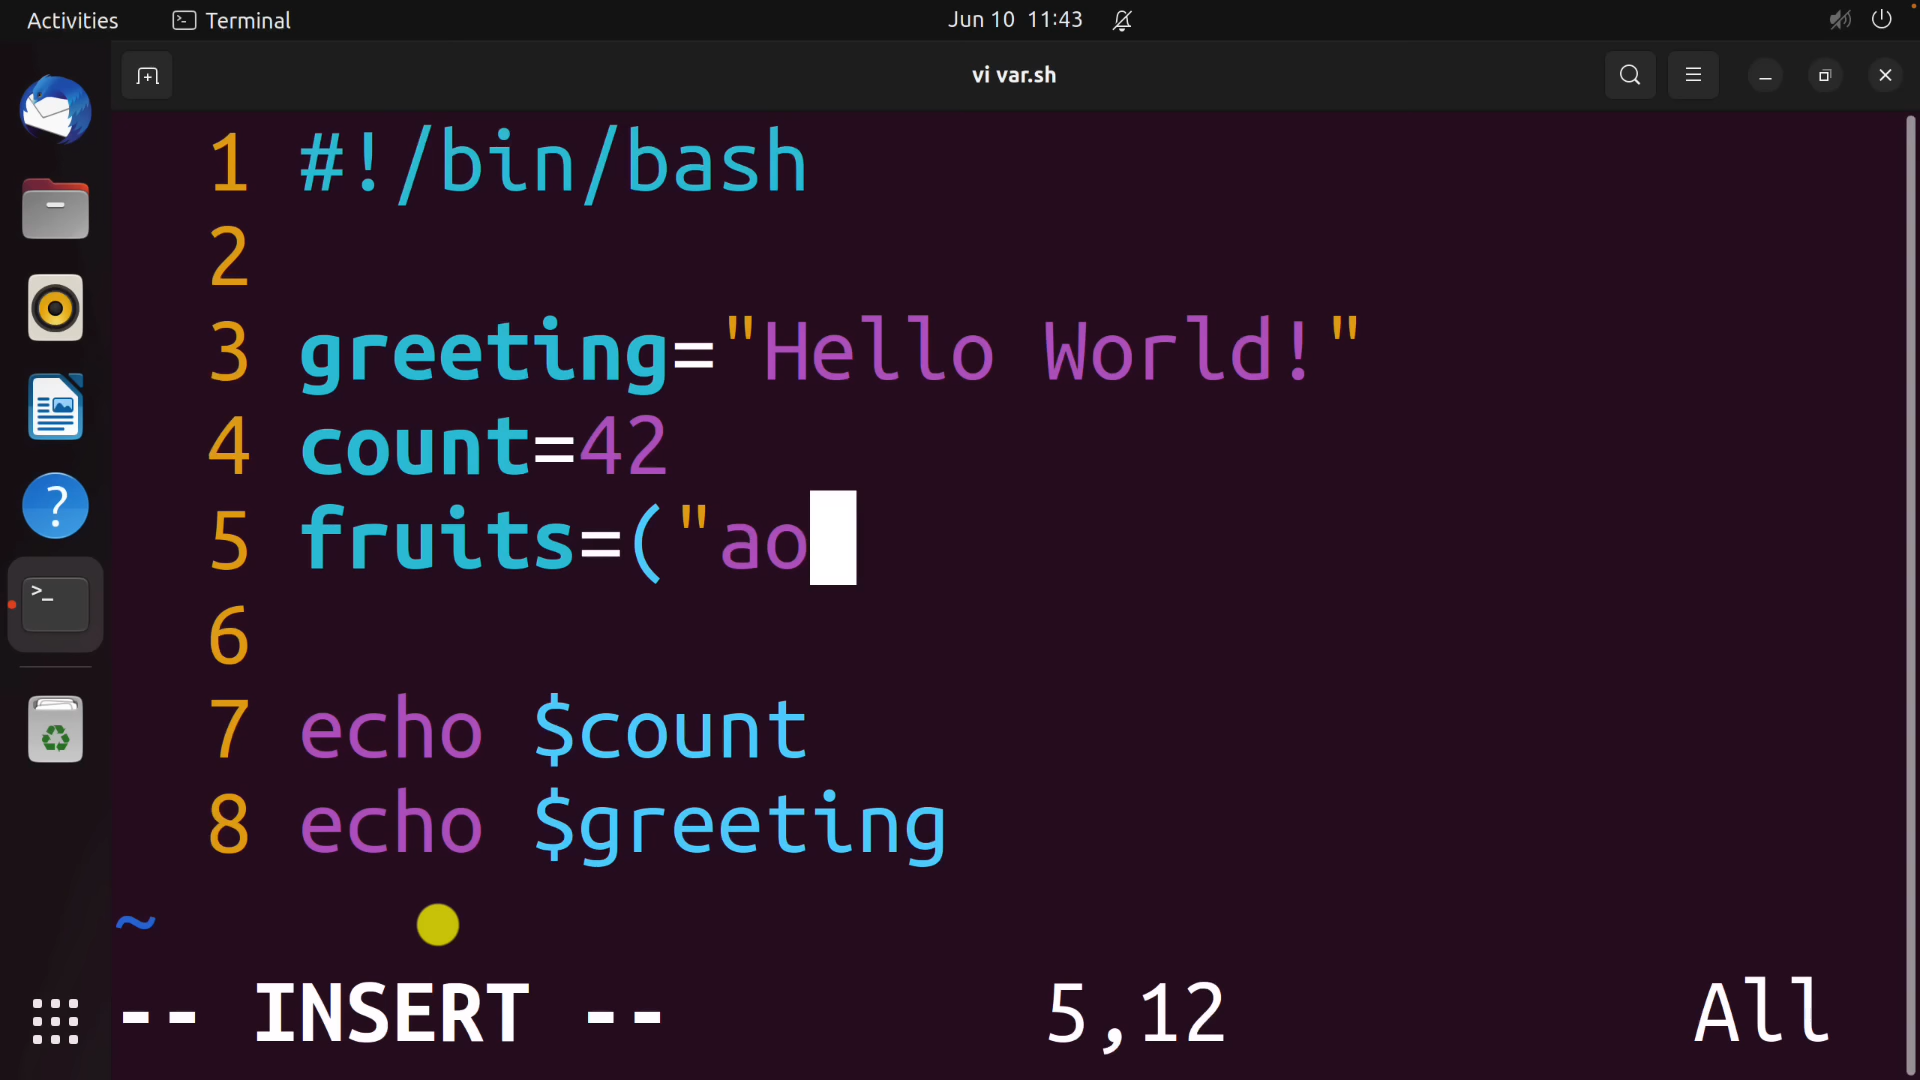 Activities Terminal Jun 10 11:43
vi var.sh
1 #!/bin/bash
2
3 greeting="Hello World!"
4 count=42
5 fruits=("ao
6
7 echo $count
8 echo $greeting
~
-- INSERT -- 5,12 All